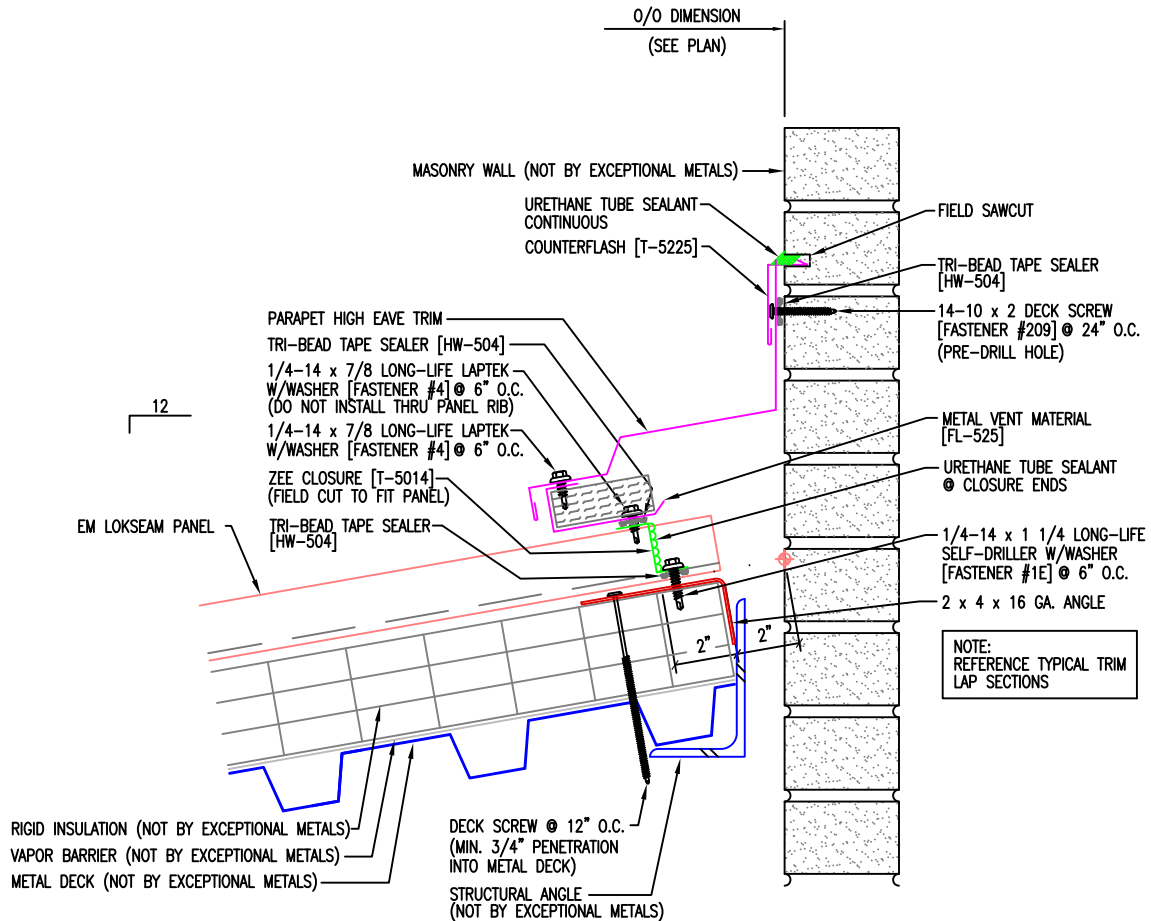 O/O DIMENSION
(SEE PLAN)
MASONRY WALL (NOT BY EXCEPTIONAL METALS)
URETHANE TUBE SEALANT
CONTINUOUS
COUNTERFLASH [T-5225]
FIELD SAWCUT
TRI-BEAD TAPE SEALER
[HW-504]
14-10 x 2 DECK SCREW
[FASTENER #209] @ 24" O.C.
(PRE-DRILL HOLE)
PARAPET HIGH EAVE TRIM
TRI-BEAD TAPE SEALER [HW-504]
1/4-14 x 7/8 LONG-LIFE LAPTEK
W/WASHER [FASTENER #4] @ 6" O.C.
(DO NOT INSTALL THRU PANEL RIB)
1/4-14 x 7/8 LONG-LIFE LAPTEK
W/WASHER [FASTENER #4] @ 6" O.C.
ZEE CLOSURE [T-5014]
(FIELD CUT TO FIT PANEL)
TRI-BEAD TAPE SEALER
[HW-504]
12
EM LOKSEAM PANEL
METAL VENT MATERIAL
[FL-525]
URETHANE TUBE SEALANT
@ CLOSURE ENDS
1/4-14 x 1 1/4 LONG-LIFE
SELF-DRILLER W/WASHER
[FASTENER #1E] @ 6" O.C.
2 x 4 x 16 GA. ANGLE
2"
2"
NOTE:
REFERENCE TYPICAL TRIM
LAP SECTIONS
RIGID INSULATION (NOT BY EXCEPTIONAL METALS)
VAPOR BARRIER (NOT BY EXCEPTIONAL METALS)
METAL DECK (NOT BY EXCEPTIONAL METALS)
DECK SCREW @ 12" O.C.
(MIN. 3/4" PENETRATION
INTO METAL DECK)
STRUCTURAL ANGLE
(NOT BY EXCEPTIONAL METALS)